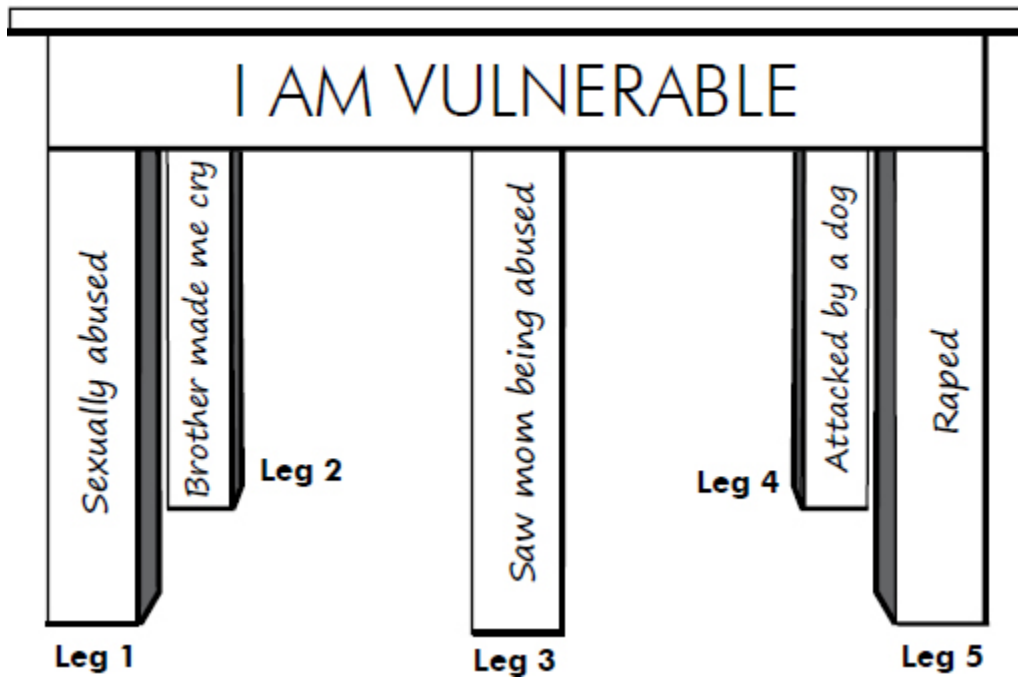 I AM VULNERABLE
Sexually abused
Brother made me cry
Saw mom being abused
Attacked by a dog
Raped
Leg 1
Leg 2
Leg 3
Leg 4
Leg 5